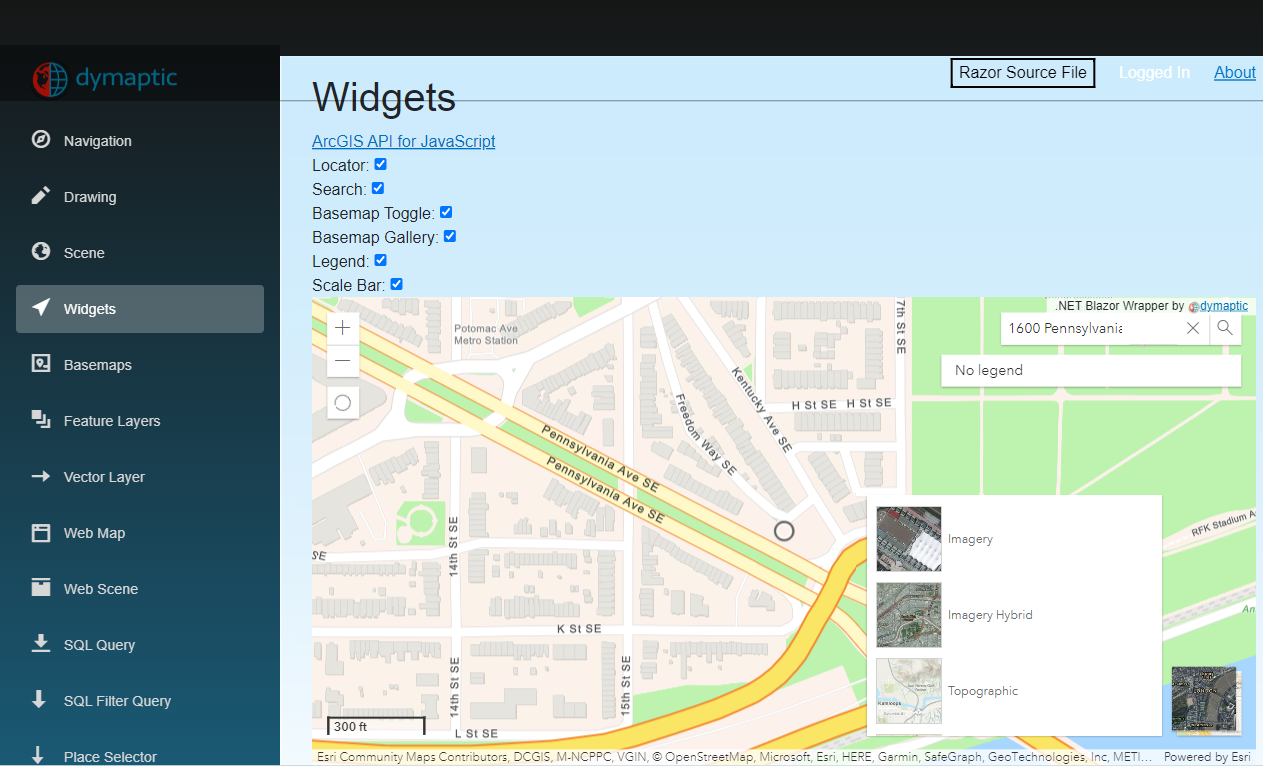 dymaptic
Razor Source File
Logged In
About
Navigation
Drawing
Scene
Widgets
Basemaps
Feature Layers
Vector Layer
Web Map
Web Scene
SQL Query
SQL Filter Query
Place Selector
Widgets
ArcGIS API for JavaScript
Locator:
Search:
Basemap Toggle:
Basemap Gallery:
Legend:
Scale Bar:
.NET Blazor Wrapper by dymaptic
1600 Pennsylvania
No legend
Potomac Ave
Metro Station
17th St SE
Kentucky Ave SE
Freedom Way SE
H St SE H St SE
Pennsylvania Ave SE
Pennsylvania Ave SE
14th St SE
SE
K St SE
14th St SE
15th St SE
L St SE
RFK Stadium A
An
Imagery
Imagery Hybrid
Topographic
Kamloops
300 ft
Esri Community Maps Contributors, DCGIS, M-NCPPC, VGIN, © OpenStreetMap, Microsoft, Esri, HERE, Garmin, SafeGraph, GeoTechnologies, Inc, METI...
Powered by Esri